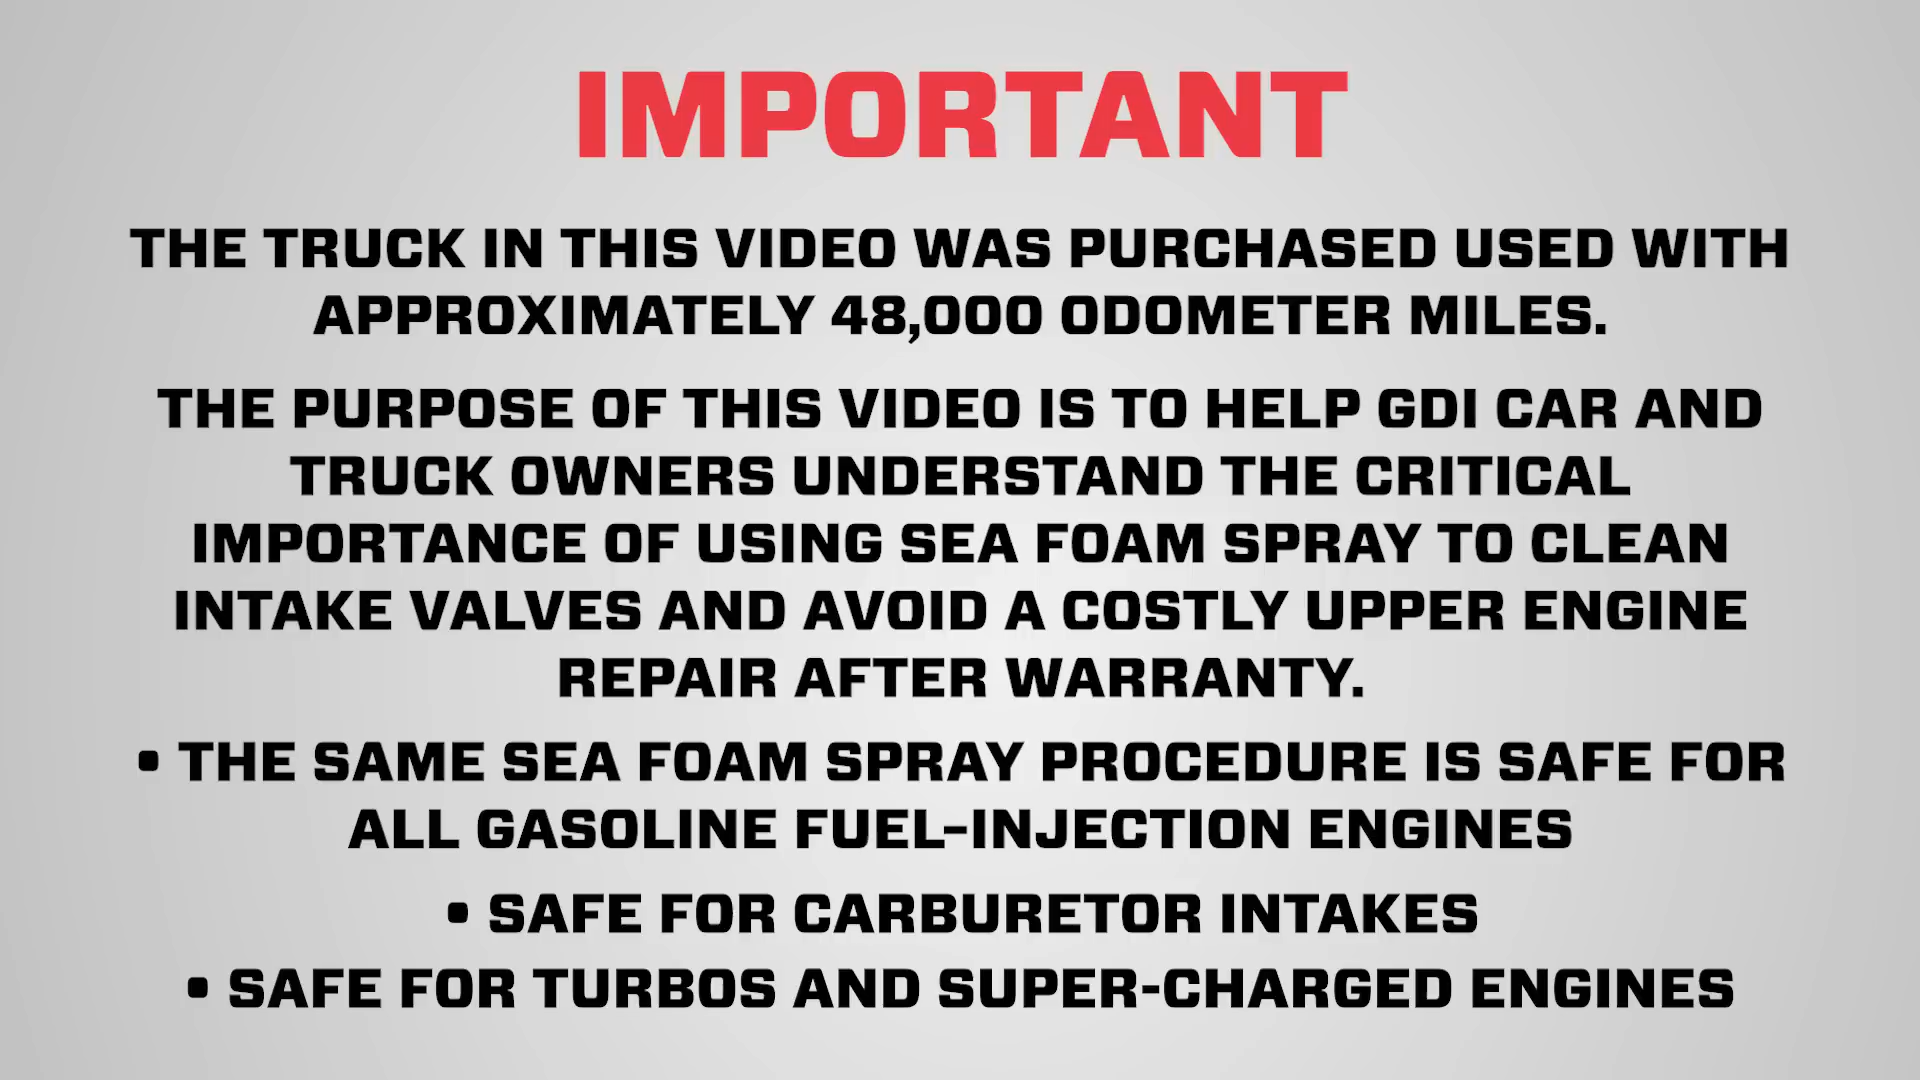 IMPORTANT
THE TRUCK IN THIS VIDEO WAS PURCHASED USED WITH
APPROXIMATELY 48,000 ODOMETER MILES.
THE PURPOSE OF THIS VIDEO IS TO HELP GDI CAR AND
TRUCK OWNERS UNDERSTAND THE CRITICAL
IMPORTANCE OF USING SEA FOAM SPRAY TO CLEAN
INTAKE VALVES AND AVOID A COSTLY UPPER ENGINE
REPAIR AFTER WARRANTY.
• THE SAME SEA FOAM SPRAY PROCEDURE IS SAFE FOR
ALL GASOLINE FUEL-INJECTION ENGINES
• SAFE FOR CARBURETOR INTAKES
• SAFE FOR TURBOS AND SUPER-CHARGED ENGINES